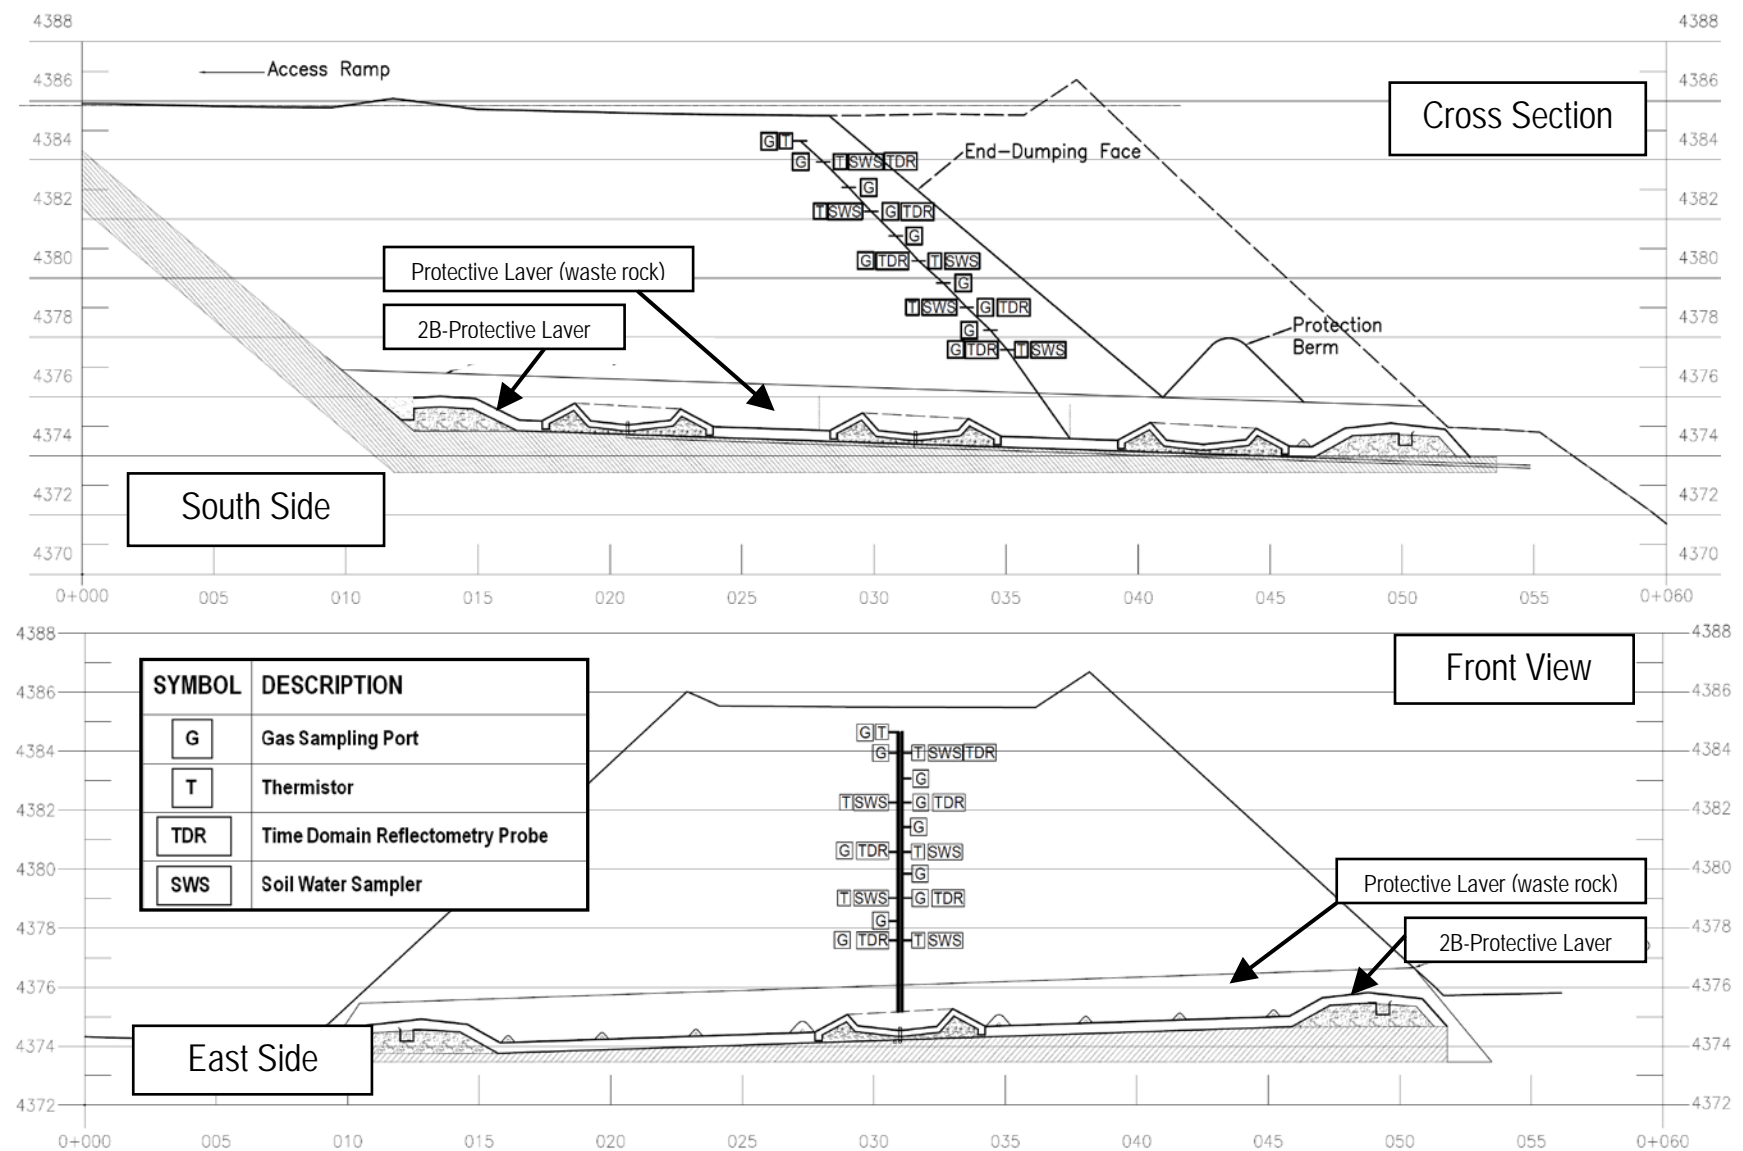 4388 4388
4386 Access Ramp 4386
Cross Section
4384 4384
G T
G T SWS TDR
End-Dumping Face
G
4382 4382
T SWS G TDR
G
4380 G TDR T SWS 4380
Protective Laver (waste rock)
G
T SWS G TDR
4378 4378
2B-Protective Laver
G
Protection
Berm
G TDR T SWS
4376 4376
4374 4374
4372 4372
South Side
4370 4370
0+000 005 010 015 020 025 030 035 040 045 050 055 0+060
4388 4388
Front View
SYMBOL DESCRIPTION
4386 4386
G Gas Sampling Port
G T
4384 G T SWS TDR 4384
G
T Thermistor
4382 T SWS G TDR 4382
G
TDR Time Domain Reflectometry Probe
G TDR T SWS
4380 G 4380
SWS Soil Water Sampler
Protective Laver (waste rock)
T SWS G TDR
4378 G 4378
G TDR T SWS
2B-Protective Laver
4376 4376
4374 4374
East Side
4372 4372
0+000 005 010 015 020 025 030 035 040 045 050 055 0+060